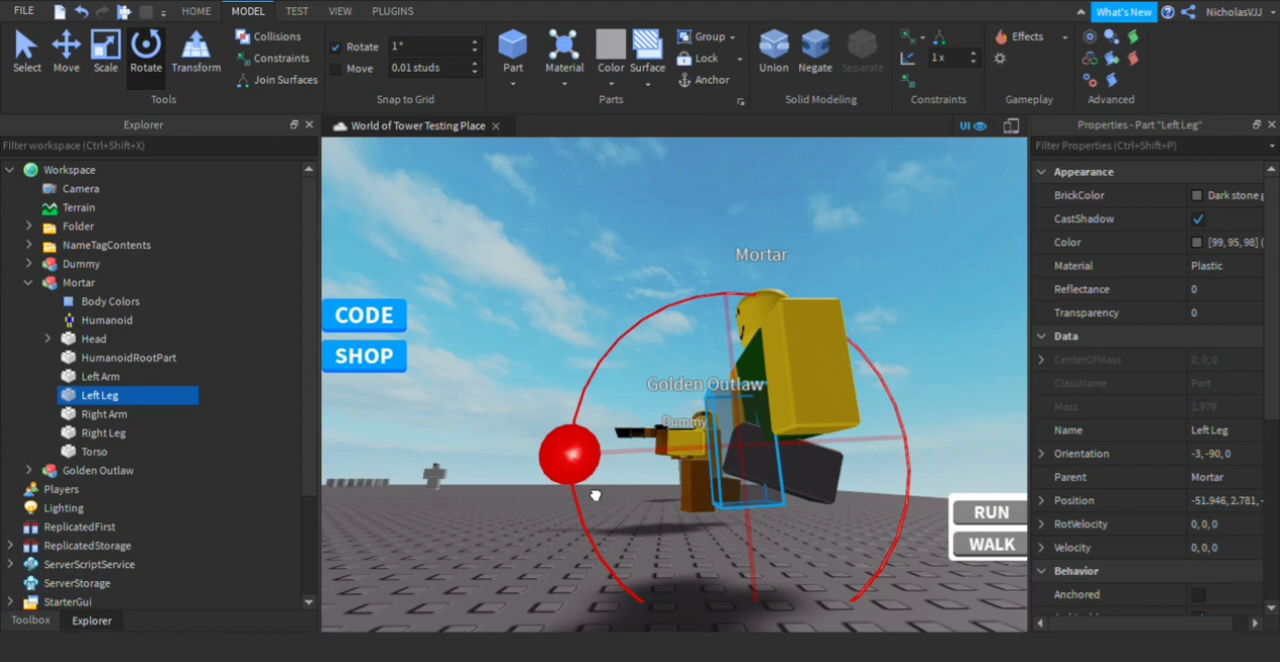 FILE HOME MODEL TEST VIEW PLUGINS What's New NicholasVJJ
Select Move Scale Rotate Transform
Collisions
Constraints
Join Surfaces
Tools
Rotate 1°
Move 0.01 studs
Snap to Grid
Part Material Color Surface
Group
Lock
Anchor
Parts
Union Negate Separate
Solid Modeling
1 x
Constraints
Effects
Gameplay
Advanced
Explorer
Filter workspace (Ctrl+Shift+X)
Workspace
Camera
Terrain
Folder
NameTagContents
Dummy
Mortar
Body Colors
Humanoid
Head
HumanoidRootPart
Left Arm
Left Leg
Right Arm
Right Leg
Torso
Golden Outlaw
Players
Lighting
ReplicatedFirst
ReplicatedStorage
ServerScriptService
ServerStorage
StarterGui
Toolbox Explorer
World of Tower Testing Place
UI
Mortar
CODE
SHOP
Golden Outlaw
Dummy
RUN
WALK
Properties - Part "Left Leg"
Filter Properties (Ctrl+Shift+P)
Appearance
BrickColor Dark stone
CastShadow
Color [99, 95, 98] (
Material Plastic
Reflectance 0
Transparency 0
Data
CenterOfMass 0, 0, 0
ClassName Part
Mass 1.979
Name Left Leg
Orientation -3, -90, 0
Parent Mortar
Position -51.946, 2.781, -
RotVelocity 0, 0, 0
Velocity 0, 0, 0
Behavior
Anchored